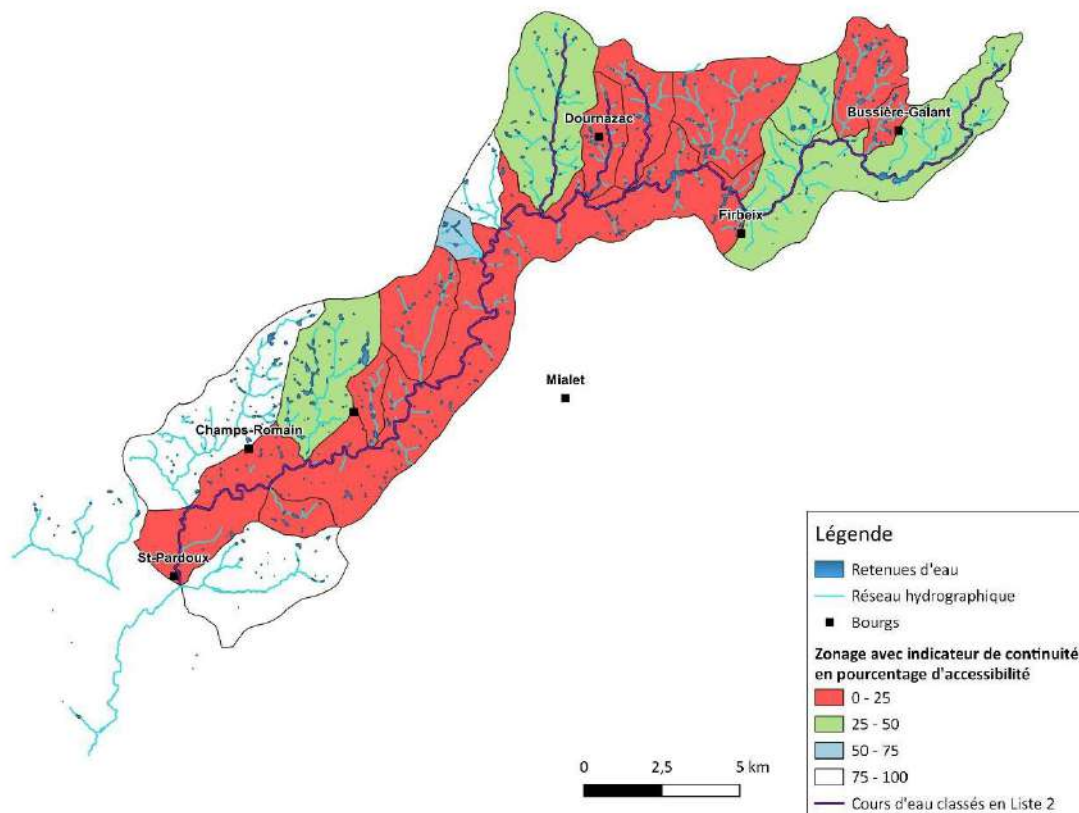 Dournazac
Bussière-Galant
Firbeix
Mialet
Champs-Romain
St-Pardoux
0 2,5 5 km
Légende
Retenues d'eau
Réseau hydrographique
Bourgs
Zonage avec indicateur de continuité
en pourcentage d'accessibilité
0 - 25
25 - 50
50 - 75
75 - 100
Cours d'eau classés en Liste 2